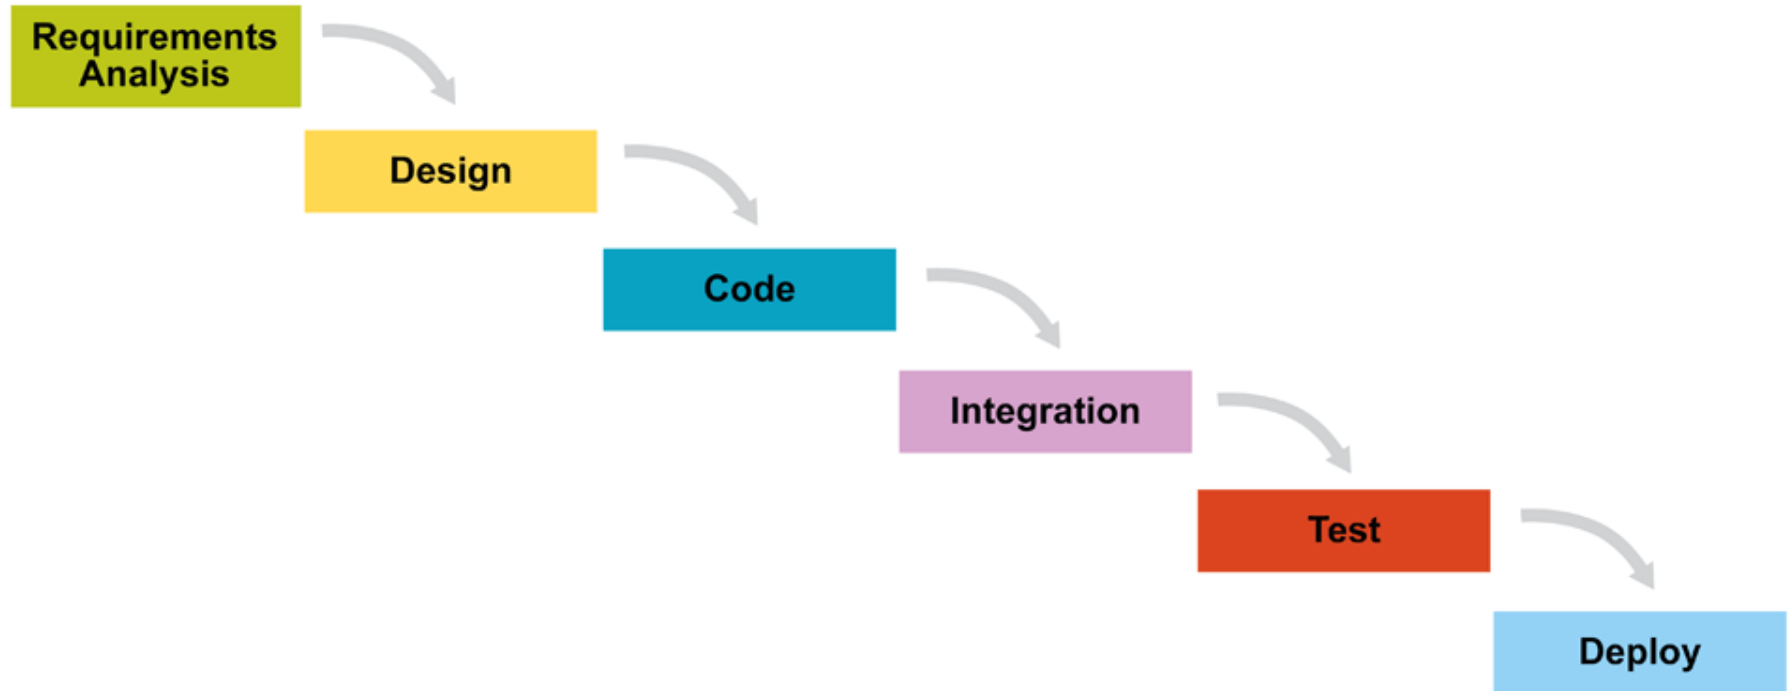 Requirements
Analysis
Design
Code
Integration
Test
Deploy